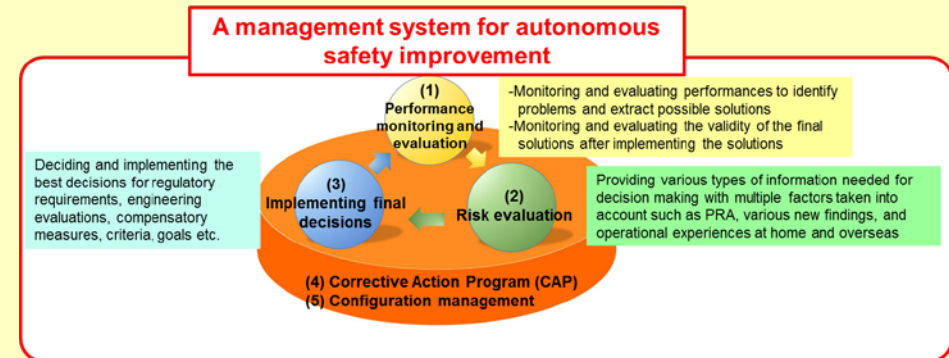 A management system for autonomous
safety improvement
(1)
Performance
monitoring and
evaluation
-Monitoring and evaluating performances to identify
problems and extract possible solutions
-Monitoring and evaluating the validity of the final
solutions after implementing the solutions
Deciding and implementing the
best decisions for regulatory
requirements, engineering
evaluations, compensatory
measures, criteria, goals etc.
(3)
Implementing final
decisions
(2)
Risk evaluation
Providing various types of information needed for
decision making with multiple factors taken into
account such as PRA, various new findings, and
operational experiences at home and overseas
(4) Corrective Action Program (CAP)
(5) Configuration management